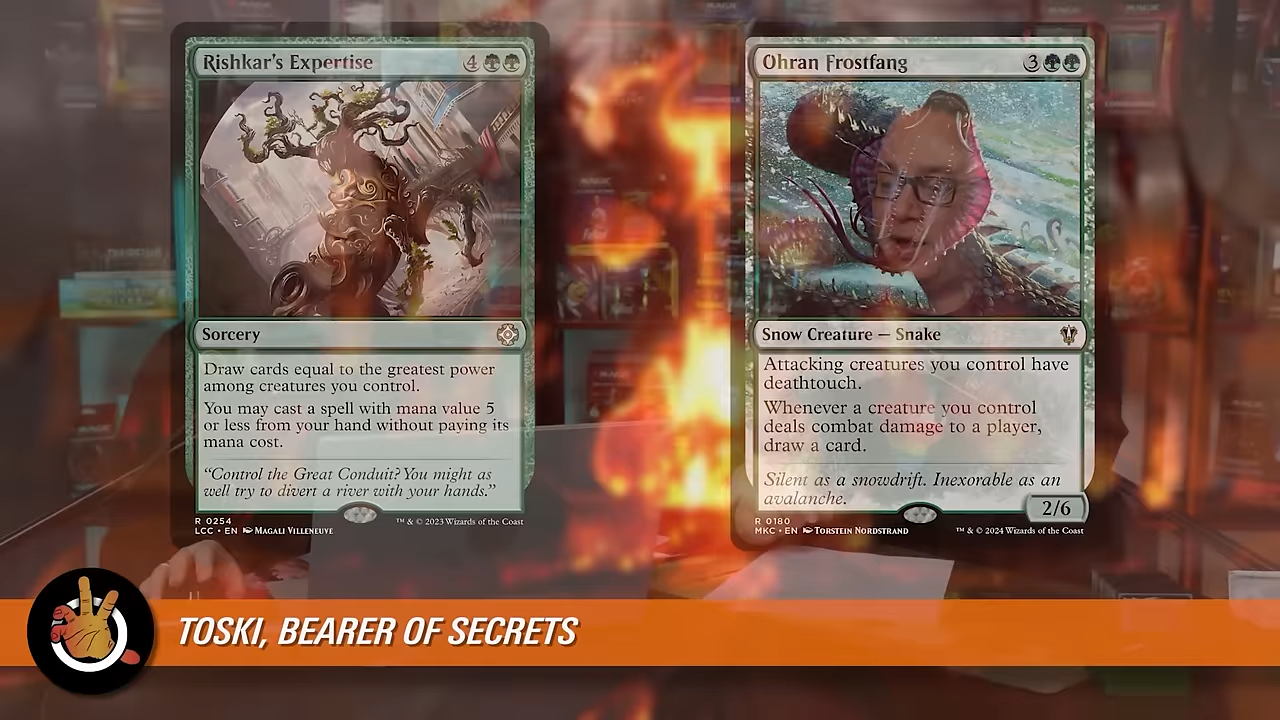 Rishkar's Expertise 4
Sorcery
Draw cards equal to the greatest power
among creatures you control.
You may cast a spell with mana value 5
or less from your hand without paying its
mana cost.
“Control the Great Conduit? You might as
well try to divert a river with your hands.”
R 0254
LCC • EN Magali Villeneuve
™ & © 2023 Wizards of the Coast
Ohran Frostfang 3
Snow Creature — Snake
Attacking creatures you control have
deathtouch.
Whenever a creature you control
deals combat damage to a player,
draw a card.
Silent as a snowdrift. Inexorable as an
avalanche.
2/6
R 0180
MKC • EN Torstein Nordstrand
™ & © 2024 Wizards of the Coast
TOSKI, BEARER OF SECRETS